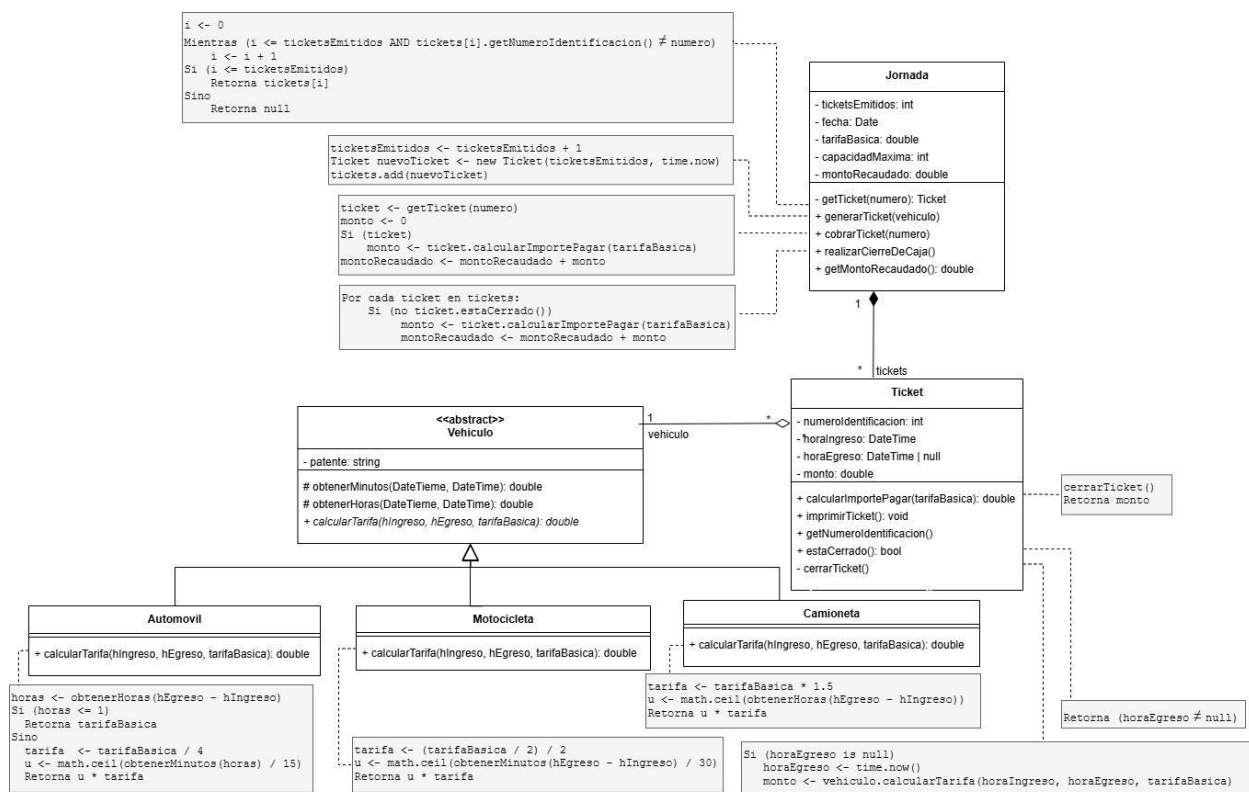 i <- 0
Mientras (i <= ticketsEmitidos AND tickets[i].getNumeroIdentificacion() ≠ numero)
    i <- i + 1
Si (i <= ticketsEmitidos)
    Retorna tickets[i]
Sino
    Retorna null
ticketsEmitidos <- ticketsEmitidos + 1
Ticket nuevoTicket <- new Ticket(ticketsEmitidos, time.now)
tickets.add(nuevoTicket)
ticket <- getTicket(numero)
monto <- 0
Si (ticket)
    monto <- ticket.calcularImportePagar(tarifaBasica)
montoRecaudado <- montoRecaudado + monto
Por cada ticket en tickets:
    Si (no ticket.estaCerrado())
        monto <- ticket.calcularImportePagar(tarifaBasica)
        montoRecaudado <- montoRecaudado + monto
Jornada
- ticketsEmitidos: int
- fecha: Date
- tarifaBasica: double
- capacidadMaxima: int
- montoRecaudado: double
- getTicket(numero): Ticket
+ generarTicket(vehiculo)
+ cobrarTicket(numero)
+ realizarCierreDeCaja()
+ getMontoRecaudado(): double
1
* tickets
Ticket
- numeroIdentificacion: int
- horaIngreso: DateTime
- horaEgreso: DateTime | null
- monto: double
+ calcularImportePagar(tarifaBasica): double
+ imprimirTicket(): void
+ getNumeroIdentificacion()
+ estaCerrado(): bool
- cerrarTicket()
cerrarTicket()
Retorna monto
1
vehiculo
*
<<abstract>>
Vehiculo
- patente: string
# obtenerMinutos(DateTieme, DateTime): double
# obtenerHoras(DateTieme, DateTime): double
+ calcularTarifa(hIngreso, hEgreso, tarifaBasica): double
Automovil
+ calcularTarifa(hIngreso, hEgreso, tarifaBasica): double
Motocicleta
+ calcularTarifa(hIngreso, hEgreso, tarifaBasica): double
Camioneta
+ calcularTarifa(hIngreso, hEgreso, tarifaBasica): double
horas <- obtenerHoras(hEgreso - hIngreso)
Si (horas <= 1)
  Retorna tarifaBasica
Sino
  tarifa  <- tarifaBasica / 4
  u <- math.ceil(obtenerMinutos(horas) / 15)
  Retorna u * tarifa
tarifa <- (tarifaBasica / 2) / 2
u <- math.ceil(obtenerMinutos(hEgreso - hIngreso) / 30)
Retorna u * tarifa
tarifa <- tarifaBasica * 1.5
u <- math.ceil(obtenerHoras(hEgreso - hIngreso))
Retorna u * tarifa
Retorna (horaEgreso ≠ null)
Si (horaEgreso is null)
   horaEgreso <- time.now()
   monto <- vehiculo.calcularTarifa(horaIngreso, horaEgreso, tarifaBasica)